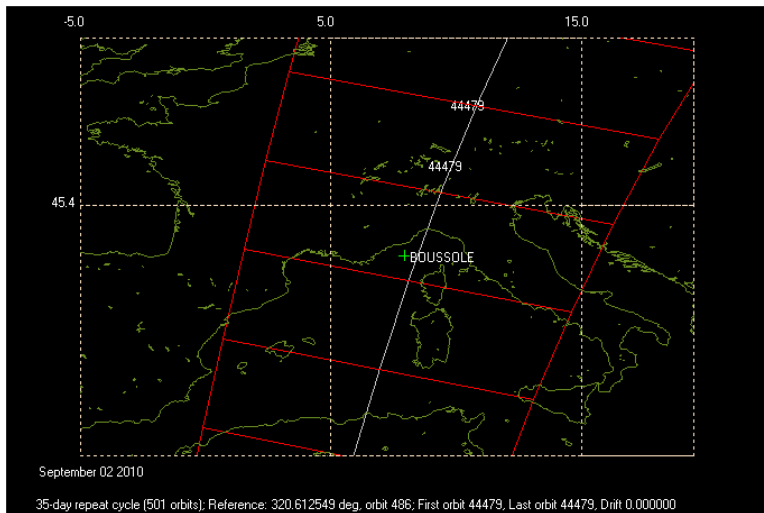 -5.0 5.0 15.0
44479
44479
45.4
BOUSSOLE
September 02 2010
35-day repeat cycle (501 orbits); Reference: 320.612549 deg, orbit 486; First orbit 44479, Last orbit 44479, Drift 0.000000